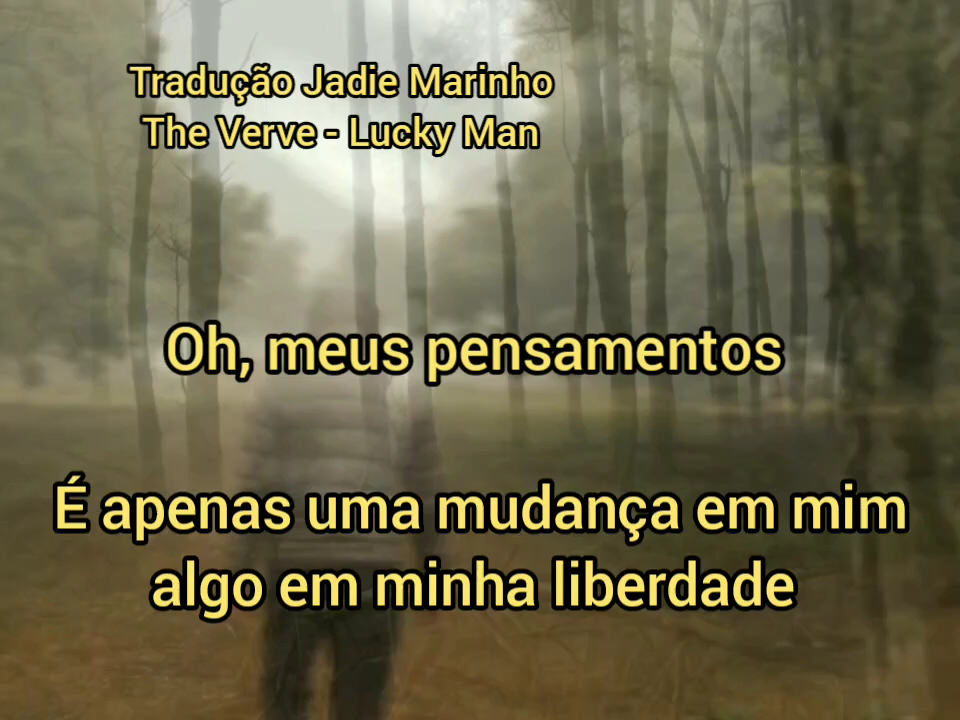 Tradução Jadie Marinho
The Verve - Lucky Man
Oh, meus pensamentos
É apenas uma mudança em mim
algo em minha liberdade